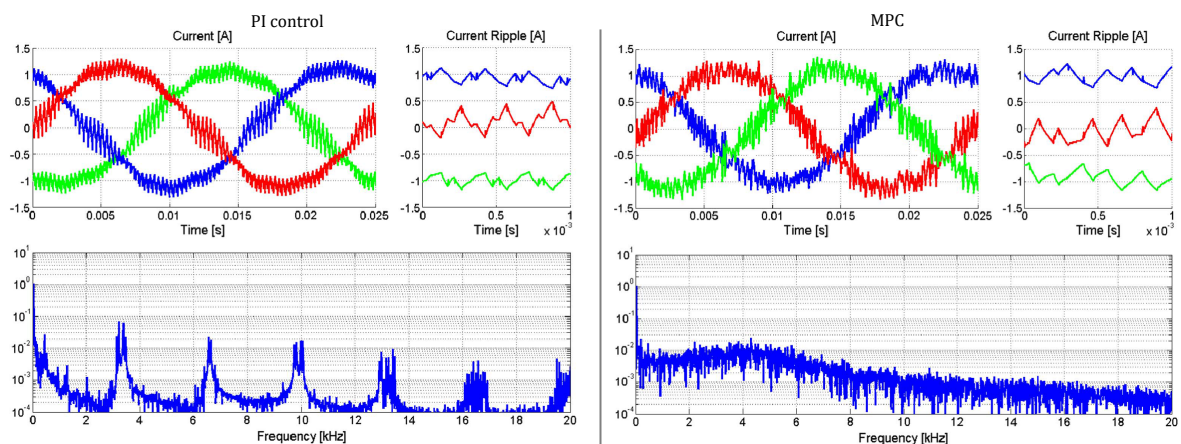 PI control
Current [A]
1.5
1
0.5
0
-0.5
-1
-1.5
0 0.005 0.01 0.015 0.02 0.025
Time [s]
Current Ripple [A]
1.5
1
0.5
0
-0.5
-1
-1.5
0 0.5 1
Time [s] x 10-3
10^1
10^0
10^-1
10^-2
10^-3
10^-4
0 2 4 6 8 10 12 14 16 18 20
Frequency [kHz]
MPC
Current [A]
1.5
1
0.5
0
-0.5
-1
-1.5
0 0.005 0.01 0.015 0.02 0.025
Time [s]
Current Ripple [A]
1.5
1
0.5
0
-0.5
-1
-1.5
0 0.5 1
Time [s] x 10-3
10^1
10^0
10^-1
10^-2
10^-3
10^-4
0 2 4 6 8 10 12 14 16 18 20
Frequency [kHz]